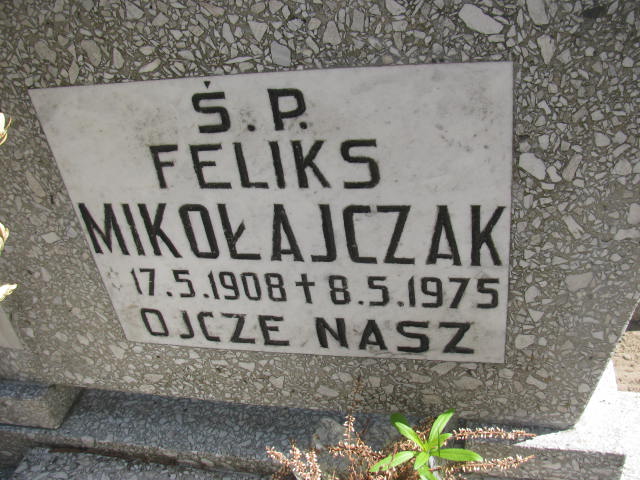 Ś.P.
FELIKS
MIKOŁAJCZAK
17.5.1908 ✝ 8.5.1975
OJCZE NASZ